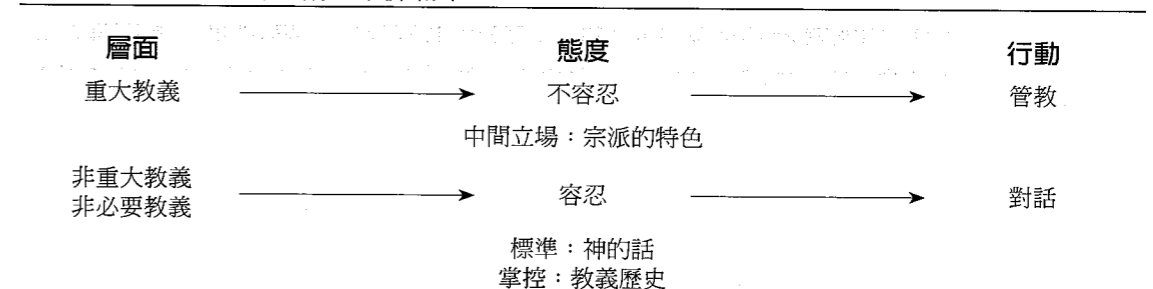 層面 態度 行動
重大教義 不容忍 管教
中間立場：宗派的特色
非重大教義
非必要教義 容忍 對話
標準：神的話
掌控：教義歷史